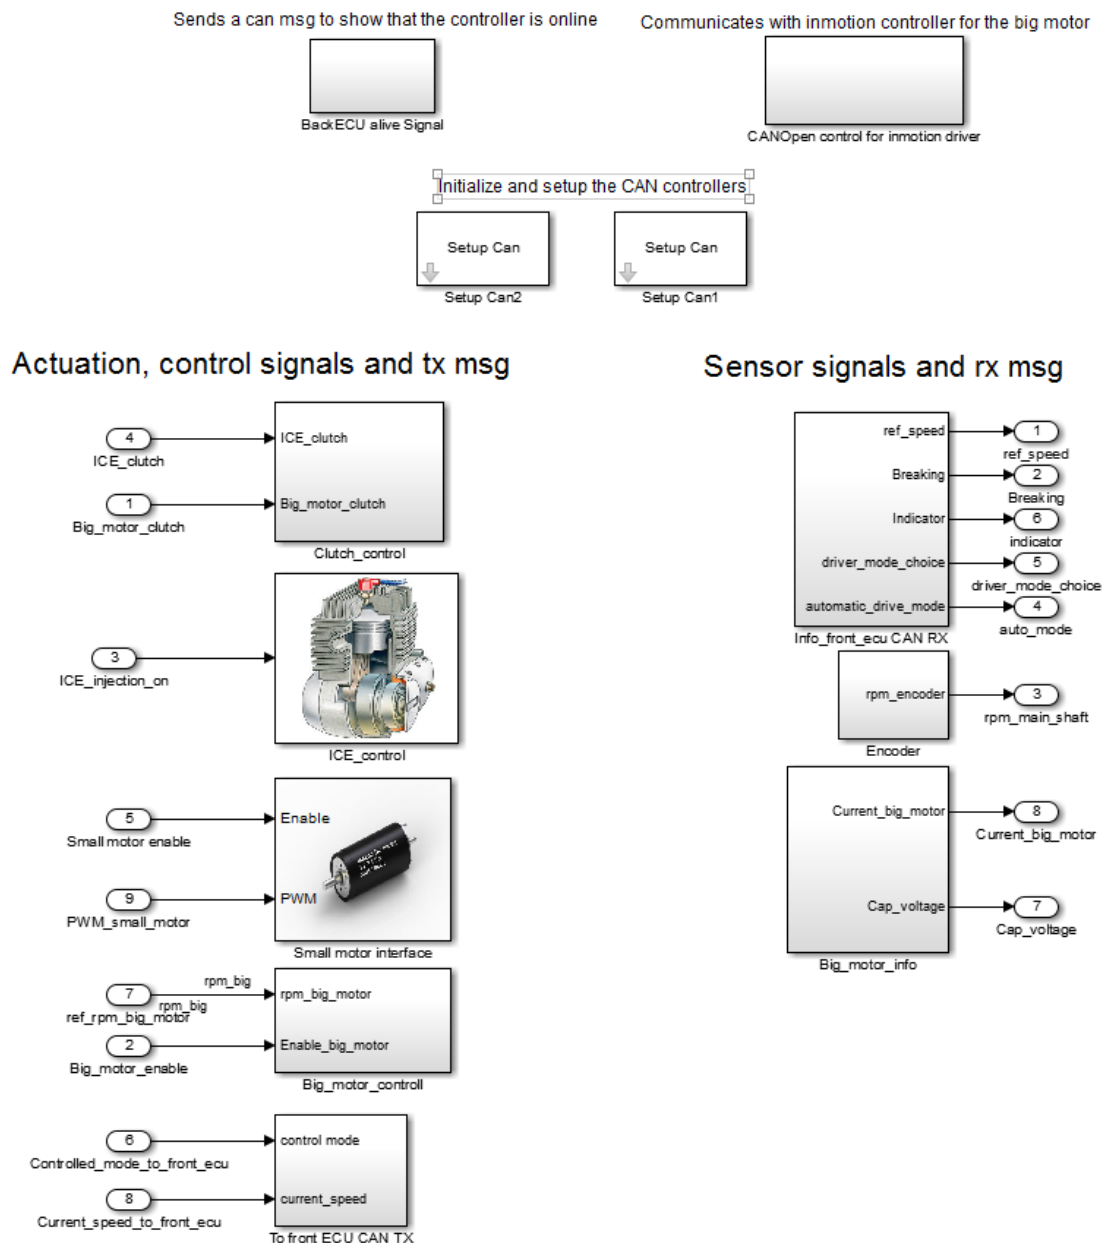 Sends a can msg to show that the controller is online
Communicates with inmotion controller for the big motor
BackECU alive Signal
CANOpen control for inmotion driver
Initialize and setup the CAN controllers
Setup Can
Setup Can
Setup Can2
Setup Can1
Actuation, control signals and tx msg
4
ICE_clutch
1
Big_motor_clutch
ICE_clutch
Big_motor_clutch
Clutch_control
3
ICE_injection_on
ICE_control
5
Small motor enable
9
PWM_small_motor
Enable
PWM
Small motor interface
7
ref_rpm_big_motor
rpm_big
rpm_big
2
Big_motor_enable
rpm_big_motor
Enable_big_motor
Big_motor_controll
6
Controlled_mode_to_front_ecu
8
Current_speed_to_front_ecu
control mode
current_speed
To front ECU CAN TX
Sensor signals and rx msg
ref_speed
Breaking
Indicator
driver_mode_choice
automatic_drive_mode
Info_front_ecu CAN RX
1
ref_speed
2
Breaking
6
indicator
5
driver_mode_choice
4
auto_mode
rpm_encoder
Encoder
3
rpm_main_shaft
Current_big_motor
Cap_voltage
Big_motor_info
8
Current_big_motor
7
Cap_voltage